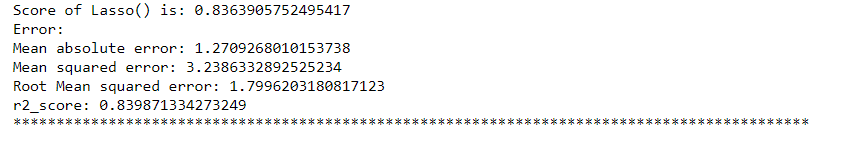 Score of Lasso() is: 0.8363905752495417
Error:
Mean absolute error: 1.2709268010153738
Mean squared error: 3.2386332892525234
Root Mean squared error: 1.7996203180817123
r2_score: 0.839871334273249
********************************************************************************************